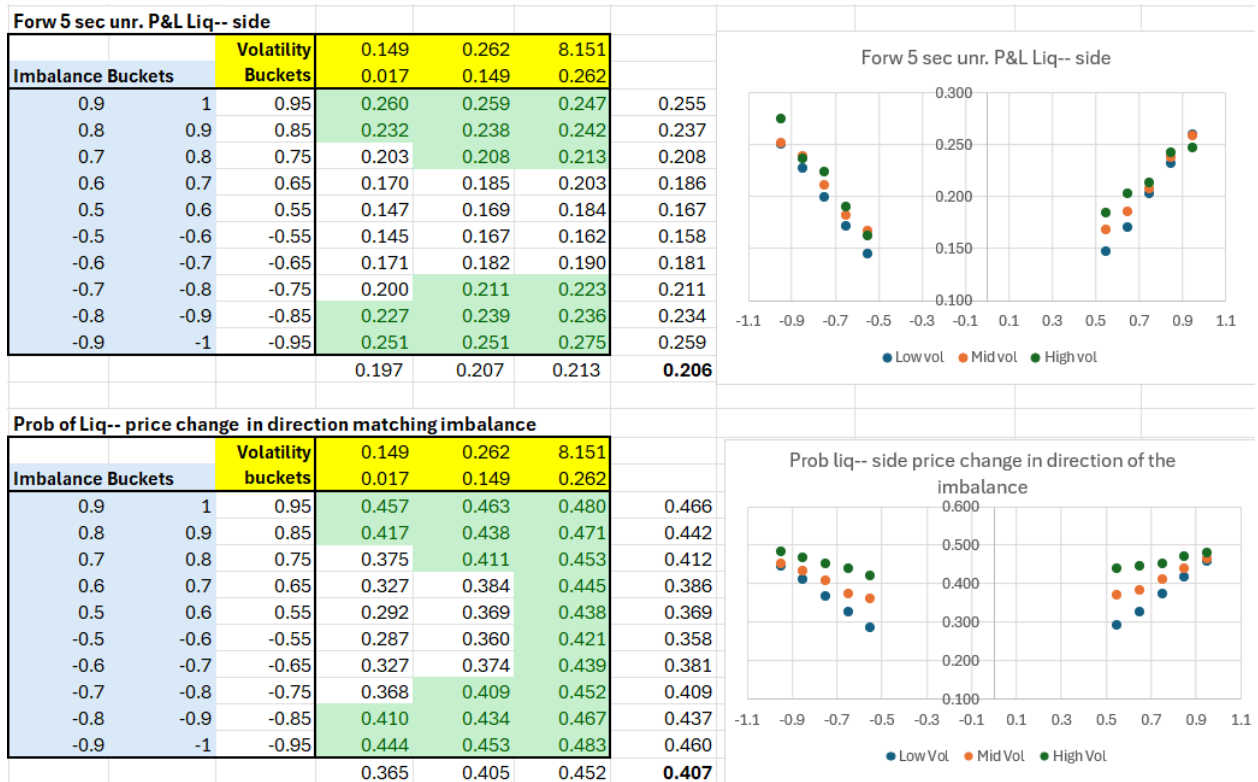 Forw 5 sec unr. P&L Liq-- side
Volatility 0.149 0.262 8.151
Imbalance Buckets Buckets 0.017 0.149 0.262
0.9 1 0.95 0.260 0.259 0.247 0.255
0.8 0.9 0.85 0.232 0.238 0.242 0.237
0.7 0.8 0.75 0.203 0.208 0.213 0.208
0.6 0.7 0.65 0.170 0.185 0.203 0.186
0.5 0.6 0.55 0.147 0.169 0.184 0.167
-0.5 -0.6 -0.55 0.145 0.167 0.162 0.158
-0.6 -0.7 -0.65 0.171 0.182 0.190 0.181
-0.7 -0.8 -0.75 0.200 0.211 0.223 0.211
-0.8 -0.9 -0.85 0.227 0.239 0.236 0.234
-0.9 -1 -0.95 0.251 0.251 0.275 0.259
0.197 0.207 0.213 0.206
Forw 5 sec unr. P&L Liq-- side
0.300
0.250
0.200
0.150
0.100
-1.1 -0.9 -0.7 -0.5 -0.3 -0.1 0.1 0.3 0.5 0.7 0.9 1.1
Low vol Mid vol High vol
Prob of Liq-- price change in direction matching imbalance
Volatility 0.149 0.262 8.151
Imbalance Buckets buckets 0.017 0.149 0.262
0.9 1 0.95 0.457 0.463 0.480 0.466
0.8 0.9 0.85 0.417 0.438 0.471 0.442
0.7 0.8 0.75 0.375 0.411 0.453 0.412
0.6 0.7 0.65 0.327 0.384 0.445 0.386
0.5 0.6 0.55 0.292 0.369 0.438 0.369
-0.5 -0.6 -0.55 0.287 0.360 0.421 0.358
-0.6 -0.7 -0.65 0.327 0.374 0.439 0.381
-0.7 -0.8 -0.75 0.368 0.409 0.452 0.409
-0.8 -0.9 -0.85 0.410 0.434 0.467 0.437
-0.9 -1 -0.95 0.444 0.453 0.483 0.460
0.365 0.405 0.452 0.407
Prob liq-- side price change in direction of the
imbalance
0.600
0.500
0.400
0.300
0.200
0.100
-1.1 -0.9 -0.7 -0.5 -0.3 -0.1 0.1 0.3 0.5 0.7 0.9 1.1
Low Vol Mid Vol High Vol